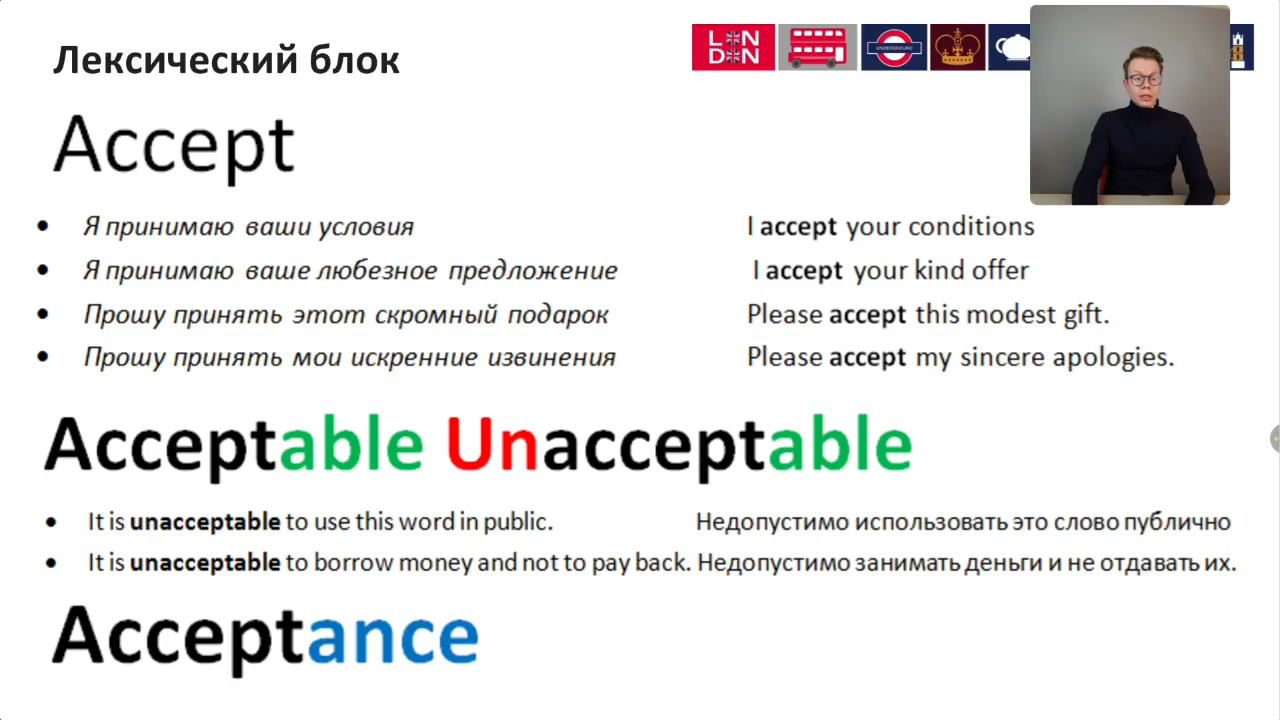 Лексический блок
LONDON
UNDERGROUND
Accept
• Я принимаю ваши условия I accept your conditions
• Я принимаю ваше любезное предложение I accept your kind offer
• Прошу принять этот скромный подарок Please accept this modest gift.
• Прошу принять мои искренние извинения Please accept my sincere apologies.
Acceptable Unacceptable
• It is unacceptable to use this word in public. Недопустимо использовать это слово публично
• It is unacceptable to borrow money and not to pay back. Недопустимо занимать деньги и не отдавать их.
Acceptance